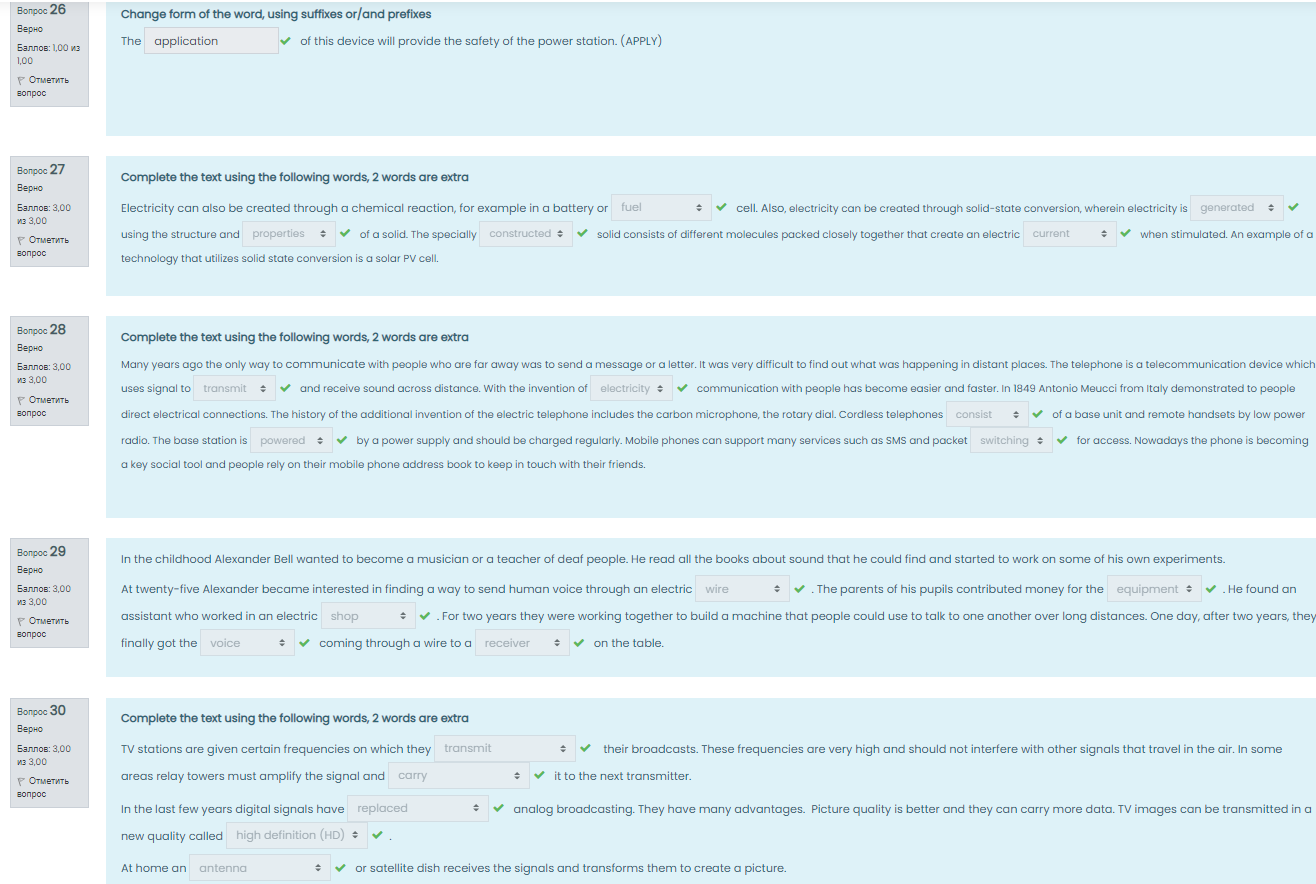 Вопрос 26
Верно
Баллов: 1,00 из
1,00
Отметить
вопрос
Change form of the word, using suffixes or/and prefixes
The application of this device will provide the safety of the power station. (APPLY)
Вопрос 27
Верно
Баллов: 3,00
из 3,00
Отметить
вопрос
Complete the text using the following words, 2 words are extra
Electricity can also be created through a chemical reaction, for example in a battery or fuel cell. Also, electricity can be created through solid-state conversion, wherein electricity is generated
using the structure and properties of a solid. The specially constructed solid consists of different molecules packed closely together that create an electric current when stimulated. An example of a
technology that utilizes solid state conversion is a solar PV cell.
Вопрос 28
Верно
Баллов: 3,00
из 3,00
Отметить
вопрос
Complete the text using the following words, 2 words are extra
Many years ago the only way to communicate with people who are far away was to send a message or a letter. It was very difficult to find out what was happening in distant places. The telephone is a telecommunication device which
uses signal to transmit and receive sound across distance. With the invention of electricity communication with people has become easier and faster. In 1849 Antonio Meucci from Italy demonstrated to people
direct electrical connections. The history of the additional invention of the electric telephone includes the carbon microphone, the rotary dial. Cordless telephones consist of a base unit and remote handsets by low power
radio. The base station is powered by a power supply and should be charged regularly. Mobile phones can support many services such as SMS and packet switching for access. Nowadays the phone is becoming
a key social tool and people rely on their mobile phone address book to keep in touch with their friends.
Вопрос 29
Верно
Баллов: 3,00
из 3,00
Отметить
вопрос
In the childhood Alexander Bell wanted to become a musician or a teacher of deaf people. He read all the books about sound that he could find and started to work on some of his own experiments.
At twenty-five Alexander became interested in finding a way to send human voice through an electric wire . The parents of his pupils contributed money for the equipment . He found an
assistant who worked in an electric shop . For two years they were working together to build a machine that people could use to talk to one another over long distances. One day, after two years, they
finally got the voice coming through a wire to a receiver on the table.
Вопрос 30
Верно
Баллов: 3,00
из 3,00
Отметить
вопрос
Complete the text using the following words, 2 words are extra
TV stations are given certain frequencies on which they transmit their broadcasts. These frequencies are very high and should not interfere with other signals that travel in the air. In some
areas relay towers must amplify the signal and carry it to the next transmitter.
In the last few years digital signals have replaced analog broadcasting. They have many advantages. Picture quality is better and they can carry more data. TV images can be transmitted in a
new quality called high definition (HD) .
At home an antenna or satellite dish receives the signals and transforms them to create a picture.